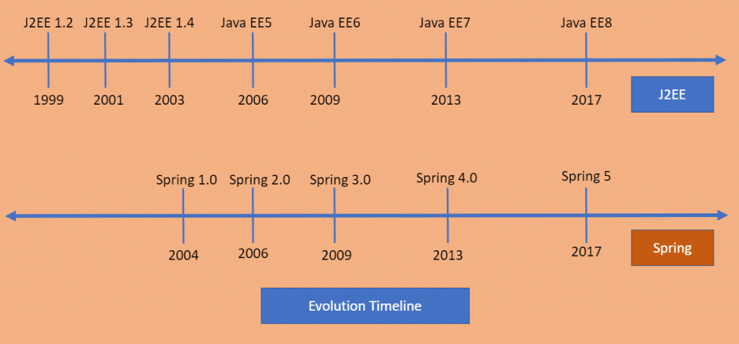 J2EE 1.2 J2EE 1.3 J2EE 1.4 Java EE5 Java EE6 Java EE7 Java EE8
1999 2001 2003 2006 2009 2013 2017
J2EE
Spring 1.0 Spring 2.0 Spring 3.0 Spring 4.0 Spring 5
2004 2006 2009 2013 2017
Spring
Evolution Timeline